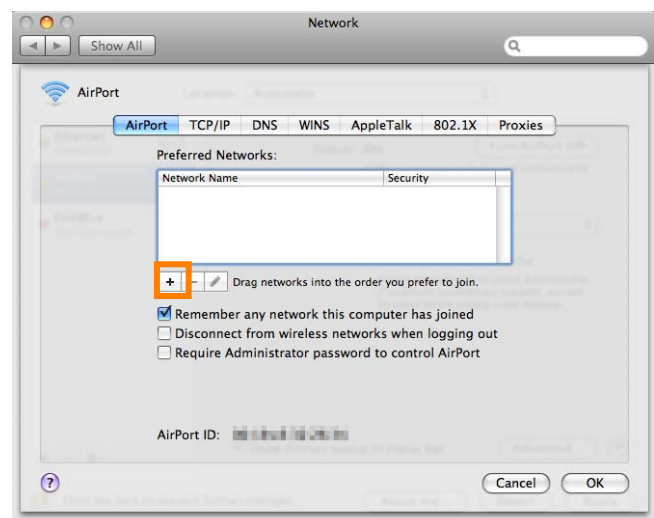 Network
Show All
AirPort
AirPort TCP/IP DNS WINS AppleTalk 802.1X Proxies
Preferred Networks:
Network Name Security
+ − Drag networks into the order you prefer to join.
Remember any network this computer has joined
Disconnect from wireless networks when logging out
Require Administrator password to control AirPort
AirPort ID:
? Cancel OK